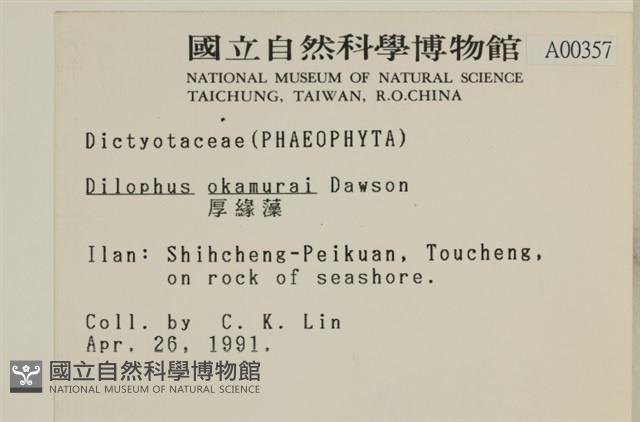 國立自然科學博物館
A00357
NATIONAL MUSEUM OF NATURAL SCIENCE
TAICHUNG, TAIWAN, R.O.CHINA
Dictyotaceae(PHAEOPHYTA)
Dilophus okamurai Dawson
厚緣藻
Ilan: Shihcheng-Peikuan, Toucheng,
on rock of seashore.
Coll. by C. K. Lin
Apr. 26, 1991.
國立自然科學博物館
NATIONAL MUSEUM OF NATURAL SCIENCE